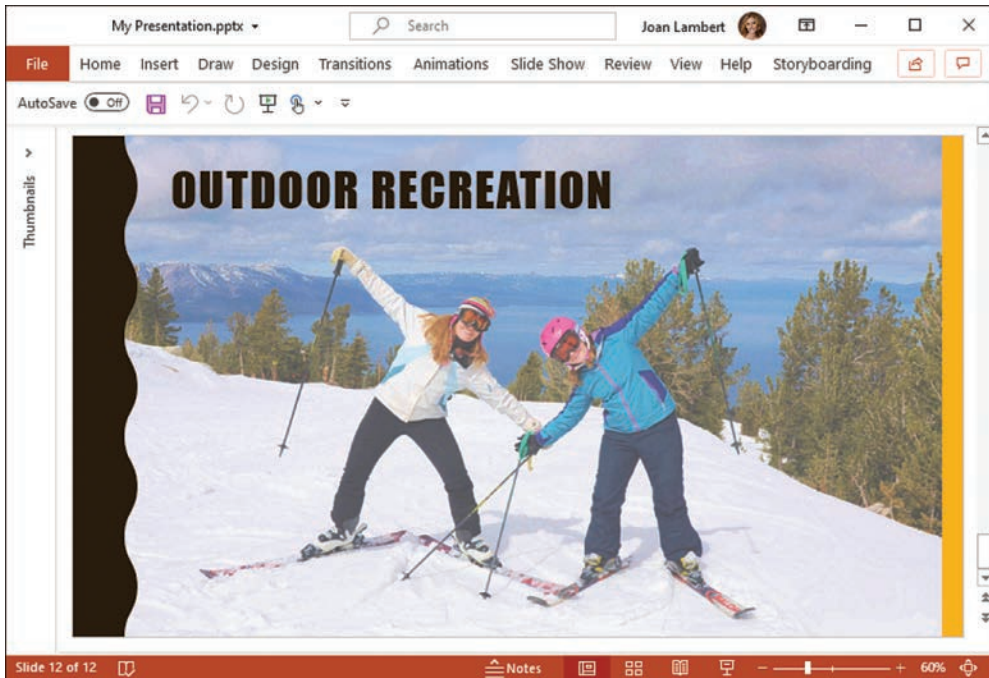 My Presentation.pptx Search Joan Lambert
File Home Insert Draw Design Transitions Animations Slide Show Review View Help Storyboarding
AutoSave Off
Thumbnails
OUTDOOR RECREATION
Slide 12 of 12 Notes 60%